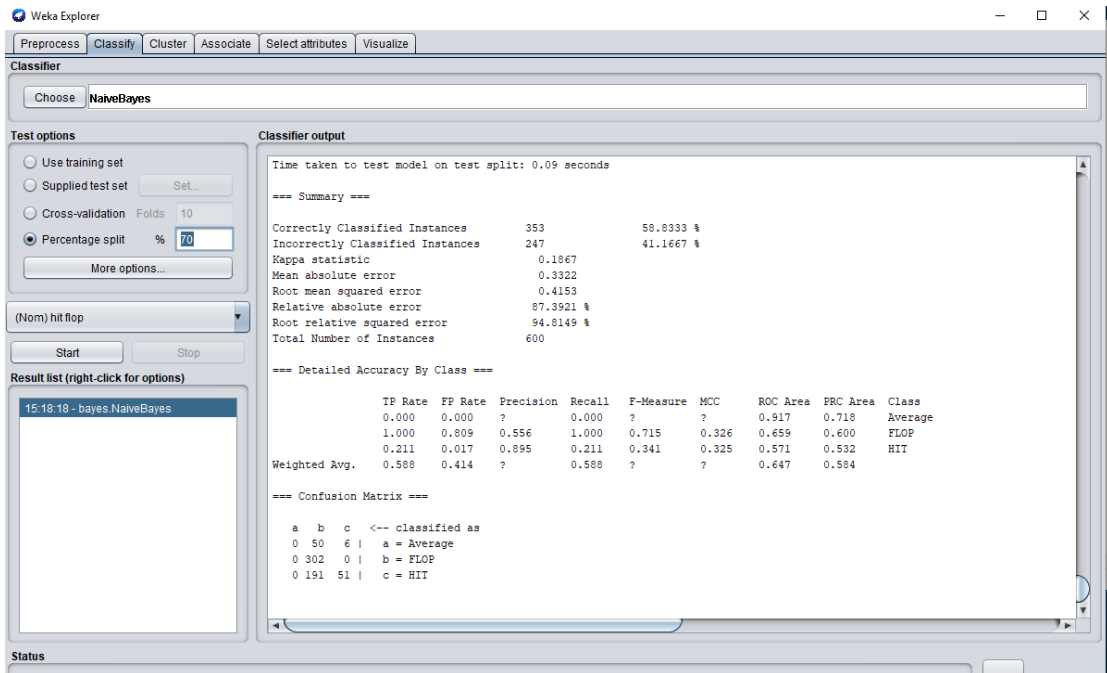 Weka Explorer
Preprocess Classify Cluster Associate Select attributes Visualize
Classifier
Choose NaiveBayes
Test options
Use training set
Supplied test set Set...
Cross-validation Folds 10
Percentage split % 70
More options...
(Nom) hit flop
Start Stop
Result list (right-click for options)
15:18:18 - bayes.NaiveBayes
Classifier output
Time taken to test model on test split: 0.09 seconds
=== Summary ===
Correctly Classified Instances 353 58.8333 %
Incorrectly Classified Instances 247 41.1667 %
Kappa statistic 0.1867
Mean absolute error 0.3322
Root mean squared error 0.4153
Relative absolute error 87.3921 %
Root relative squared error 94.8149 %
Total Number of Instances 600
=== Detailed Accuracy By Class ===
TP Rate FP Rate Precision Recall F-Measure MCC ROC Area PRC Area Class
0.000 0.000 ? 0.000 ? ? 0.917 0.718 Average
1.000 0.809 0.556 1.000 0.715 0.326 0.659 0.600 FLOP
0.211 0.017 0.895 0.211 0.341 0.325 0.571 0.532 HIT
Weighted Avg. 0.588 0.414 ? 0.588 ? ? 0.647 0.584
=== Confusion Matrix ===
a b c <-- classified as
0 50 6 | a = Average
0 302 0 | b = FLOP
0 191 51 | c = HIT
Status